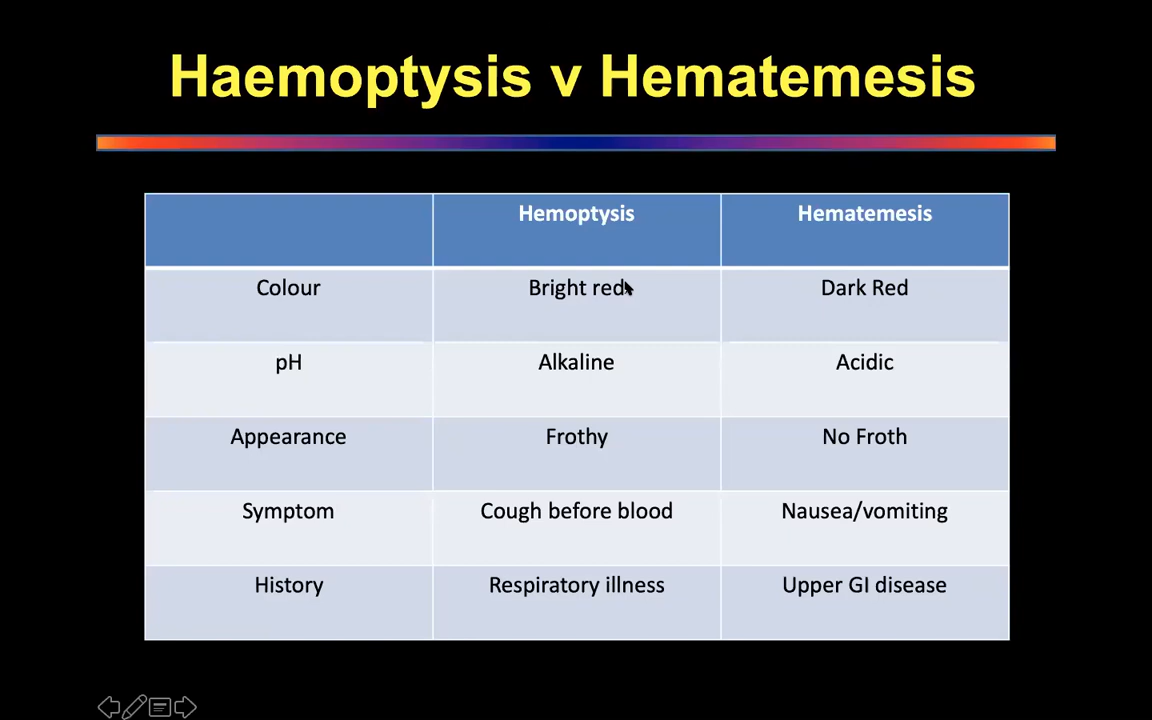 Haemoptysis v Hematemesis
Hemoptysis Hematemesis
Colour Bright red Dark Red
pH Alkaline Acidic
Appearance Frothy No Froth
Symptom Cough before blood Nausea/vomiting
History Respiratory illness Upper GI disease